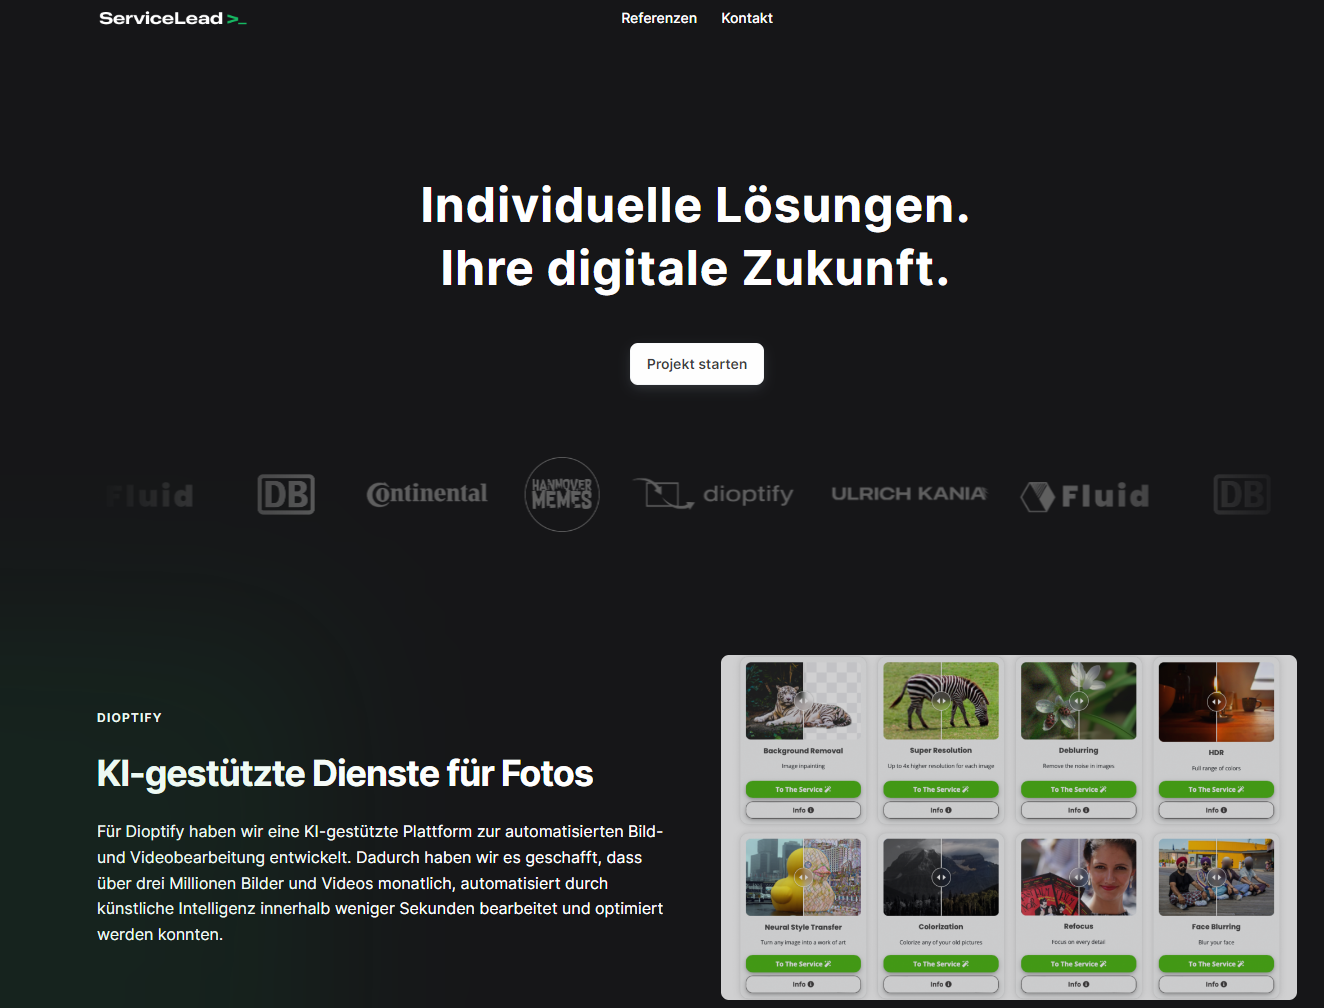 ServiceLead >_
Referenzen
Kontakt
Individuelle Lösungen.
Ihre digitale Zukunft.
Projekt starten
Fluid
DB
Continental
HANNOVER
MEMES
dioptify
ULRICH KANIA
Fluid
DB
DIOPTIFY
KI-gestützte Dienste für Fotos
Für Dioptify haben wir eine KI-gestützte Plattform zur automatisierten Bild-
und Videobearbeitung entwickelt. Dadurch haben wir es geschafft, dass
über drei Millionen Bilder und Videos monatlich, automatisiert durch
künstliche Intelligenz innerhalb weniger Sekunden bearbeitet und optimiert
werden konnten.
Background Removal
Image inpainting
To The Service
Info
Super Resolution
Up to 4x higher resolution for each image
To The Service
Info
Deblurring
Remove the noise in images
To The Service
Info
HDR
Full range of colors
To The Service
Info
Neural Style Transfer
Turn any image into a work of art
To The Service
Info
Colorization
Colorize any of your old pictures
To The Service
Info
Refocus
Focus on every detail
To The Service
Info
Face Blurring
Blur your face
To The Service
Info